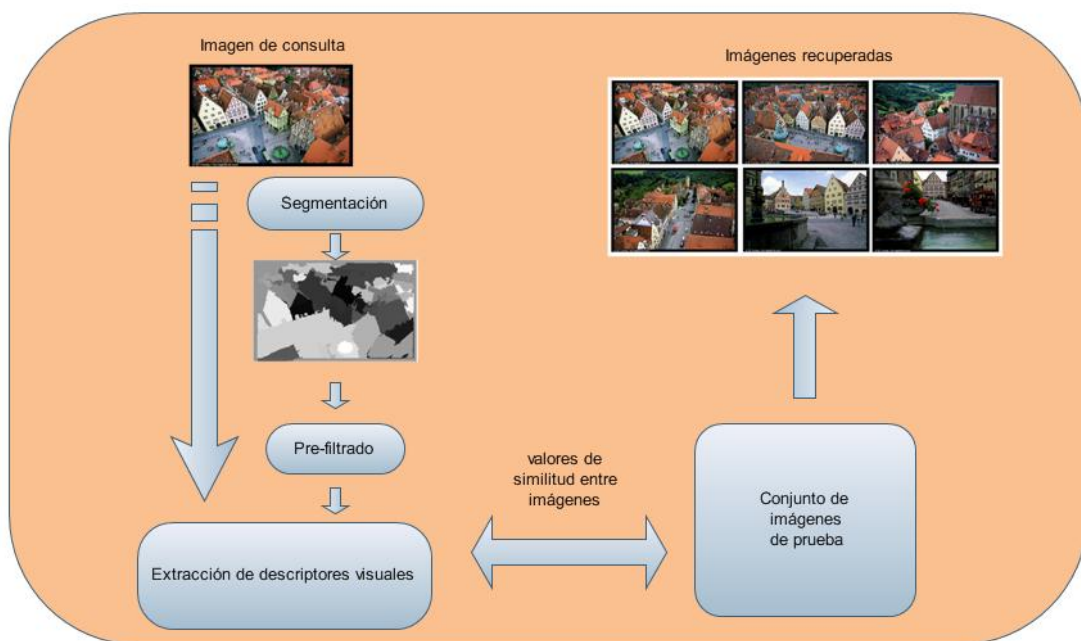 Imagen de consulta
Imágenes recuperadas
Segmentación
Pre-filtrado
Extracción de descriptores visuales
valores de
similitud entre
imágenes
Conjunto de
imágenes
de prueba